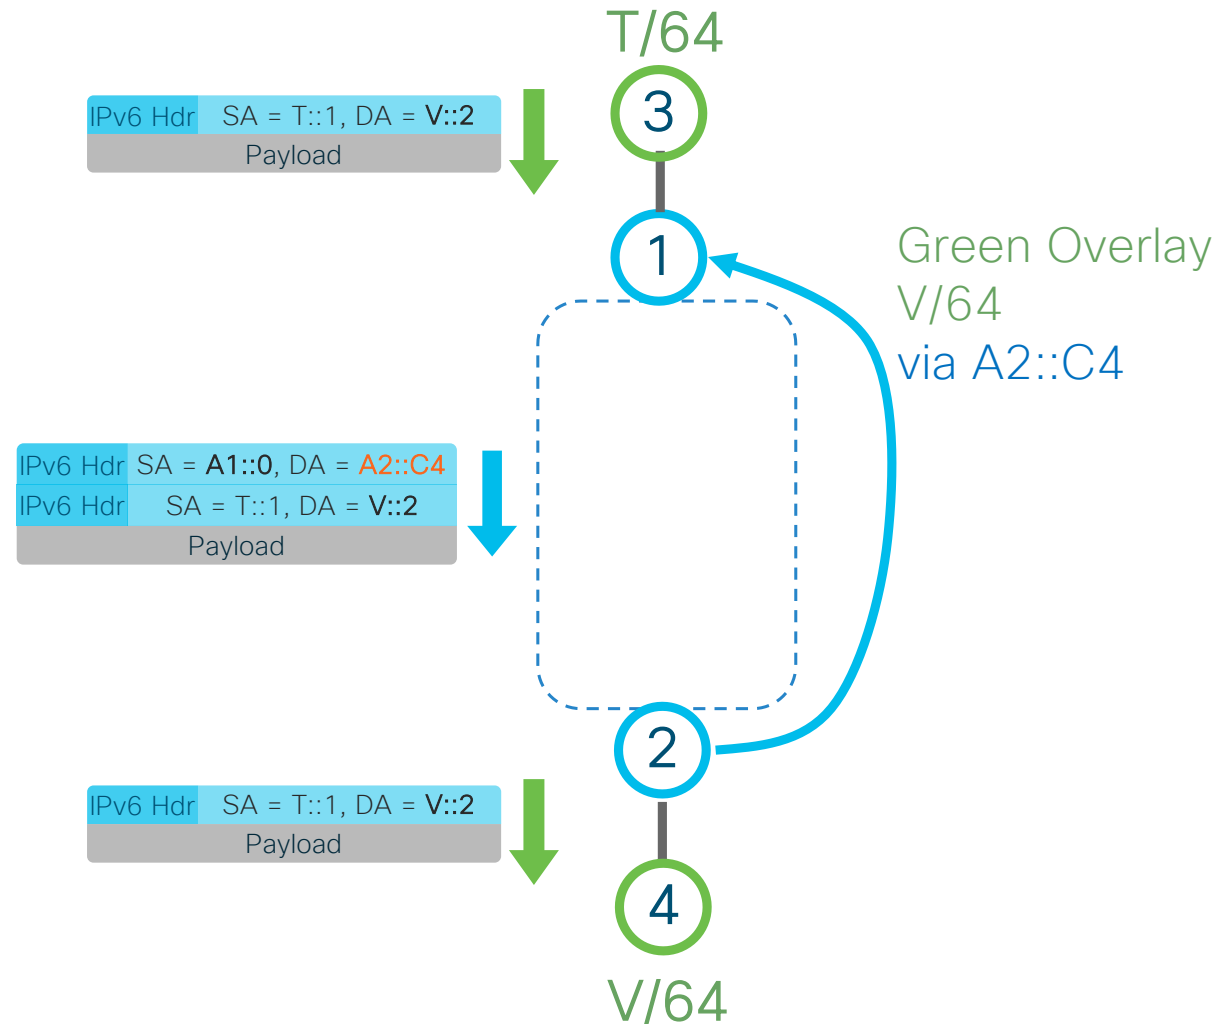 T/64
3
IPv6 Hdr SA = T::1, DA = V::2
Payload
1
Green Overlay
V/64
via A2::C4
IPv6 Hdr SA = A1::0, DA = A2::C4
IPv6 Hdr SA = T::1, DA = V::2
Payload
2
IPv6 Hdr SA = T::1, DA = V::2
Payload
4
V/64